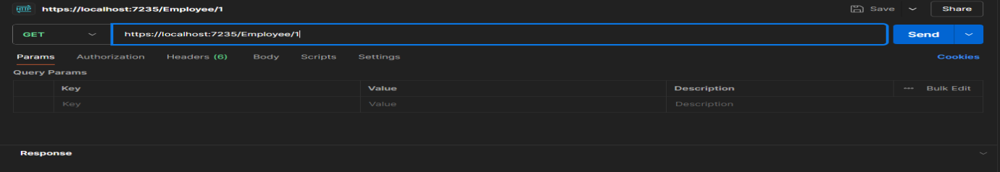 HTTP https://localhost:7235/Employee/1 Save Share
GET https://localhost:7235/Employee/1 Send
Params Authorization Headers (6) Body Scripts Settings Cookies
Query Params
Key Value Description ••• Bulk Edit
Key Value Description
Response